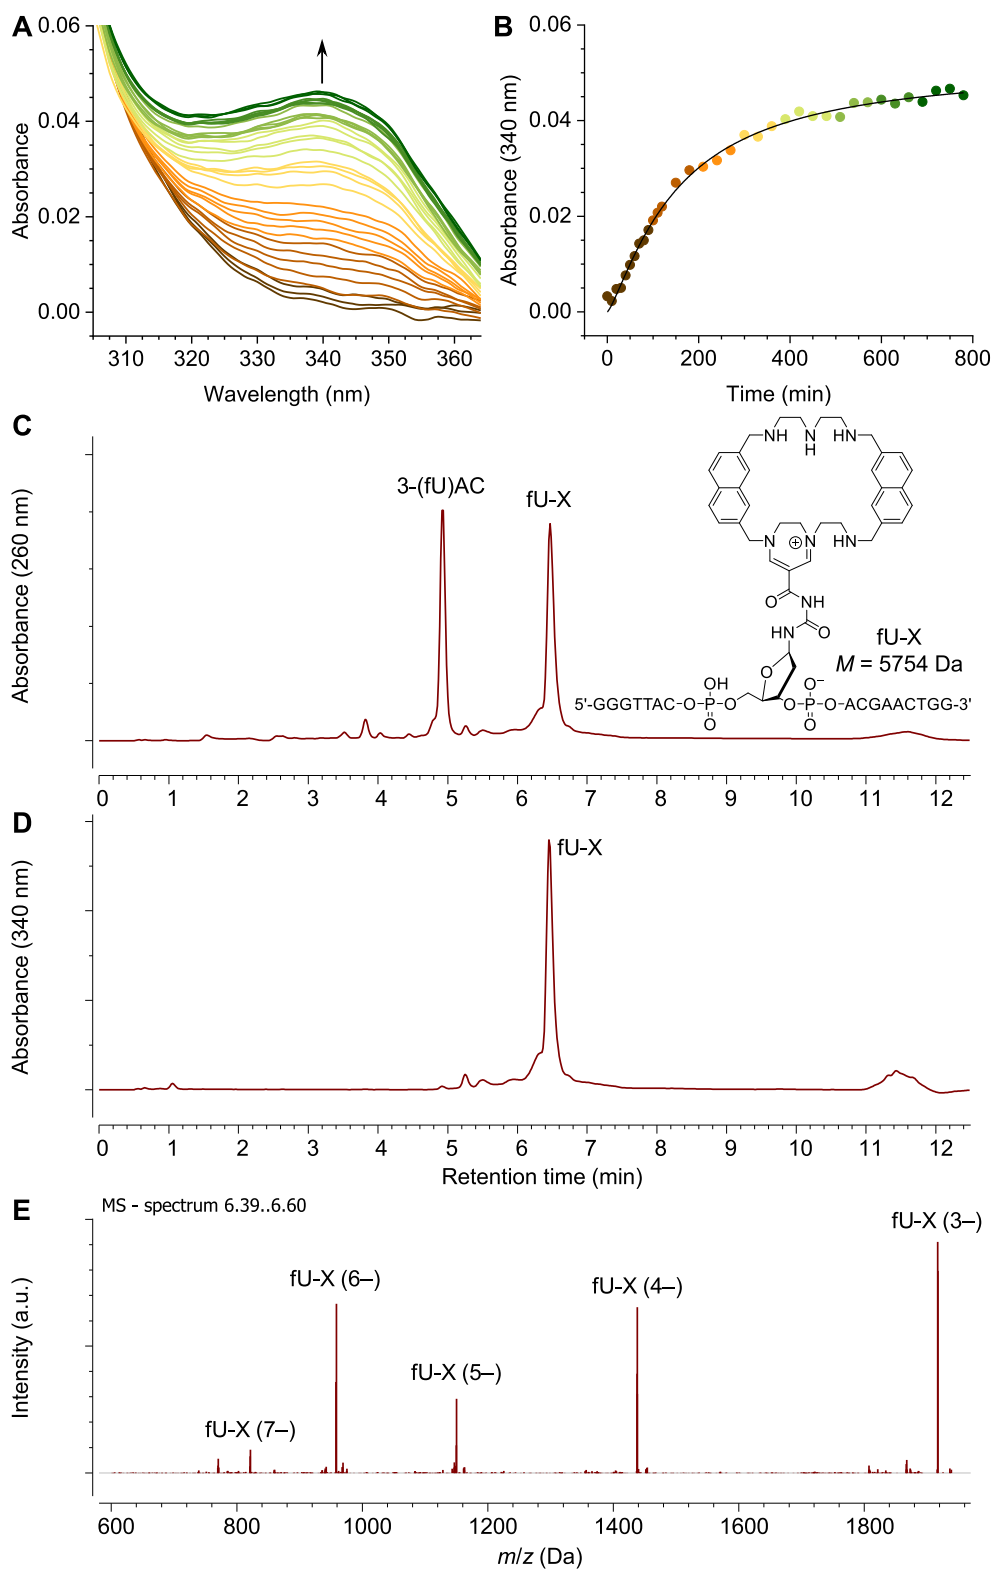 A
B
0.06
0.04
0.02
0.00
Absorbance
310 320 330 340 350 360
Wavelength (nm)
0.06
0.04
0.02
0.00
Absorbance (340 nm)
0 200 400 600 800
Time (min)
C
Absorbance (260 nm)
3-(fU)AC
fU-X
NH N H HN
N N HN
+
O NH
HN O
O
fU-X
M = 5754 Da
OH O–
5'-GGGTTAC-O-P-O O-P-O-ACGAACTGG-3'
O O
0 1 2 3 4 5 6 7 8 9 10 11 12
D
Absorbance (340 nm)
fU-X
0 1 2 3 4 5 6 7 8 9 10 11 12
Retention time (min)
E
MS - spectrum 6.39..6.60
Intensity (a.u.)
fU-X (7–)
fU-X (6–)
fU-X (5–)
fU-X (4–)
fU-X (3–)
600 800 1000 1200 1400 1600 1800
m/z (Da)